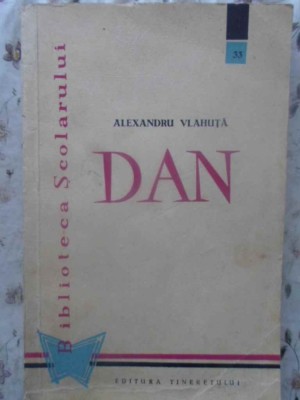 33
ALEXANDRU VLAHUȚĂ
DAN
Biblioteca Școlarului
EDITURA TINERETULUI